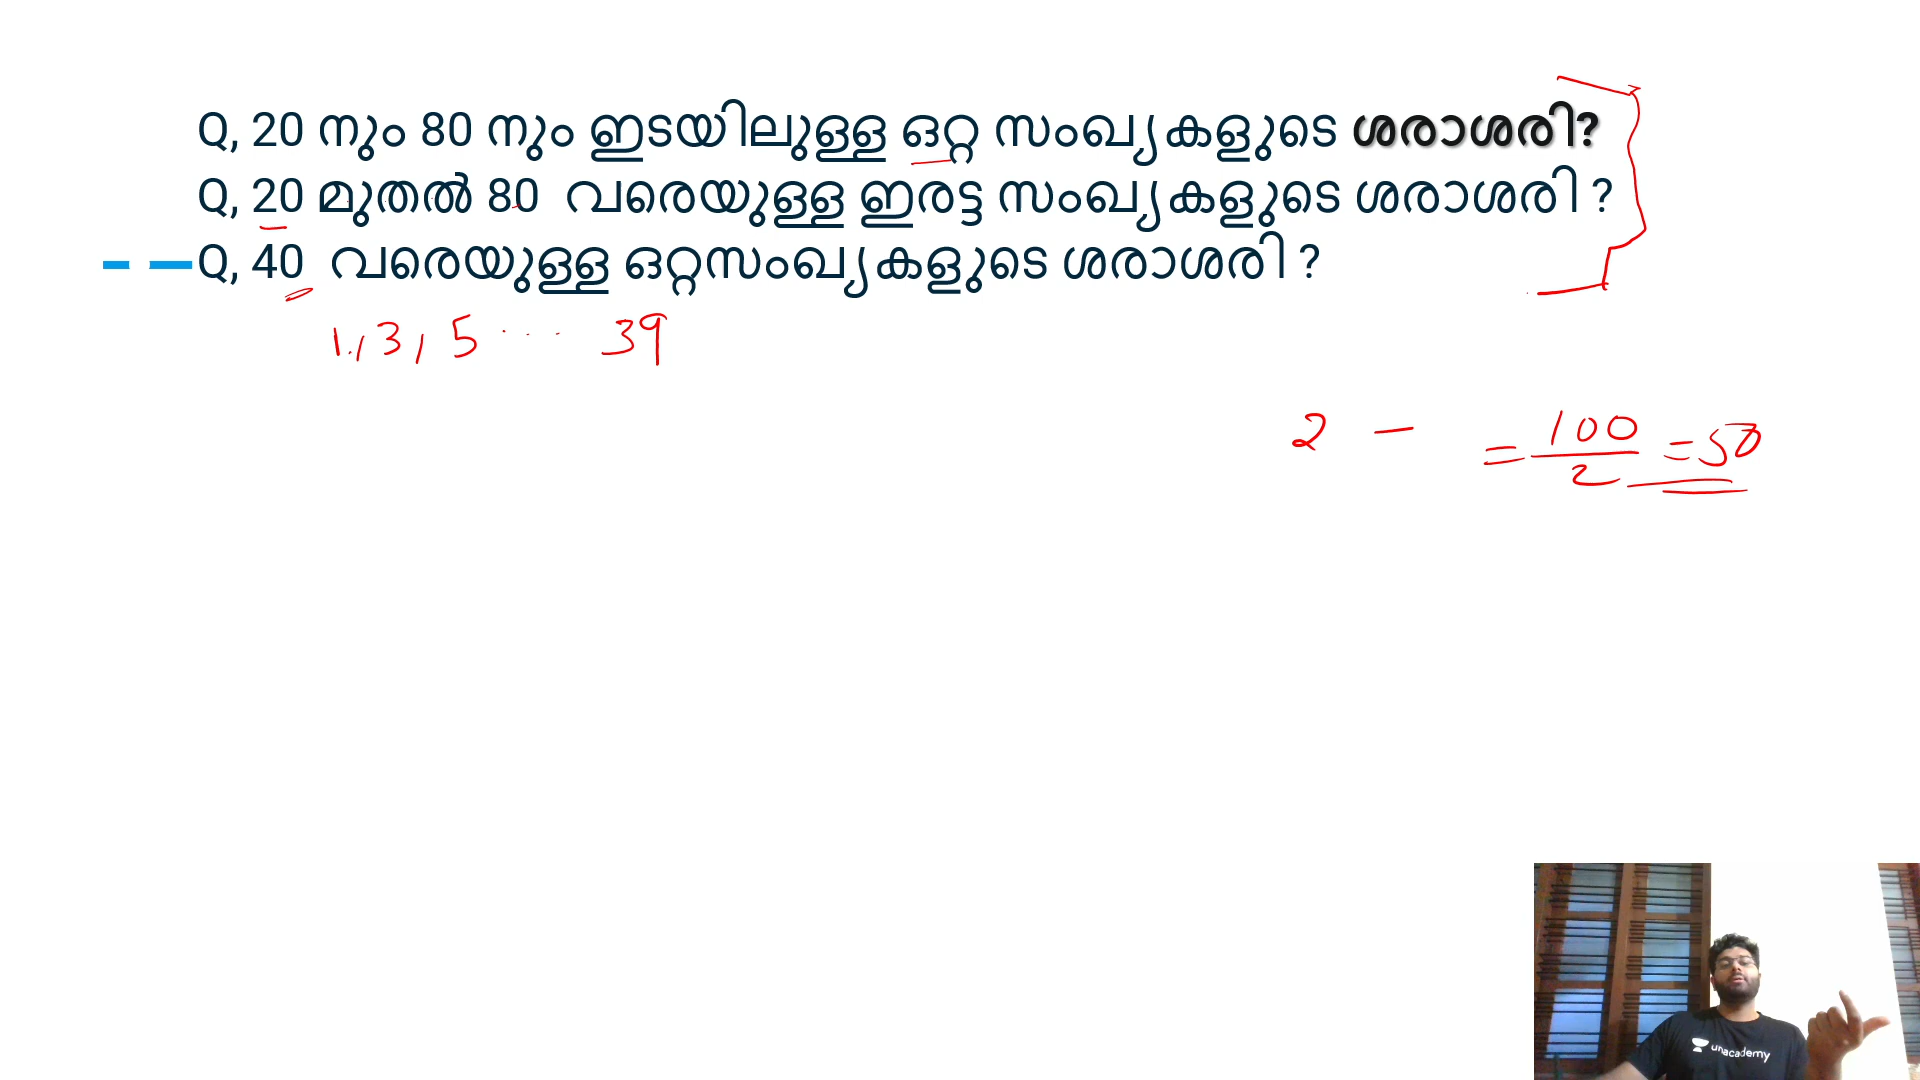 Q, 20 നും 80 നും ഇടയിലുള്ള ഒറ്റ സംഖ്യകളുടെ ശരാശരി?
Q, 20 മുതൽ 80 വരെയുള്ള ഇരട്ട സംഖ്യകളുടെ ശരാശരി ?
Q, 40 വരെയുള്ള ഒറ്റസംഖ്യകളുടെ ശരാശരി ?
1, 3, 5 ... 39
2 - = 100/2 = 50
unacademy